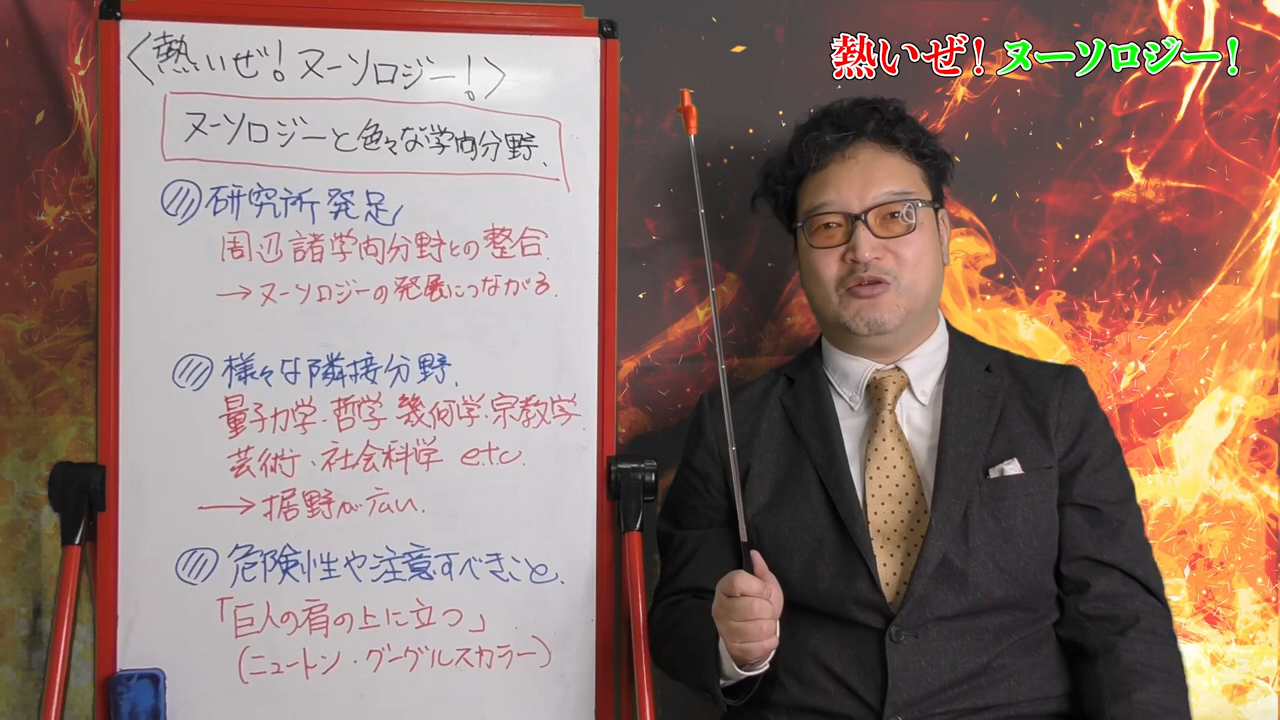 〈熱いぜ!ヌーソロジー!〉
ヌーソロジーと色々な学問分野.
研究所発足/
周辺諸学問分野との整合.
→ヌーソロジーの発展につながる.
様々な隣接分野.
量子力学・哲学・幾何学・宗教学.
芸術、社会科学 e.t.c.
→据野が広い.
危険性や注意すべきこと.
「巨人の肩の上に立つ」
(ニュートン・グーグルスカラー)
熱いぜ!ヌーソロジー!